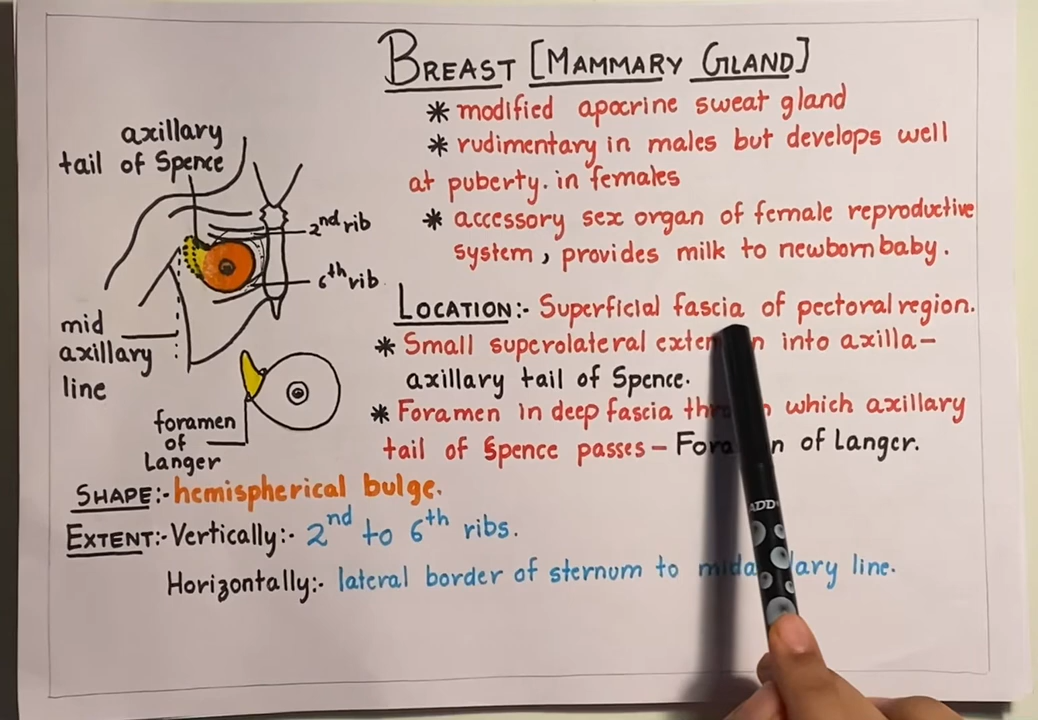 BREAST [MAMMARY GLAND]
* modified apocrine sweat gland
* rudimentary in males but develops well
at puberty. in females
* accessory sex organ of female reproductive
system, provides milk to newborn baby.
LOCATION:- Superficial fascia of pectoral region.
* Small superolateral into axilla-
axillary tail of Spence.
* Foramen in deep fascia which axillary
tail of Spence passes- of Langer.
axillary
tail of Spence
2nd rib
6th rib
mid
axillary
line
foramen
of
Langer
SHAPE:- hemispherical bulge.
EXTENT:- Vertically:- 2nd to 6th ribs.
Horizontally:- lateral border of sternum to line.
ADD